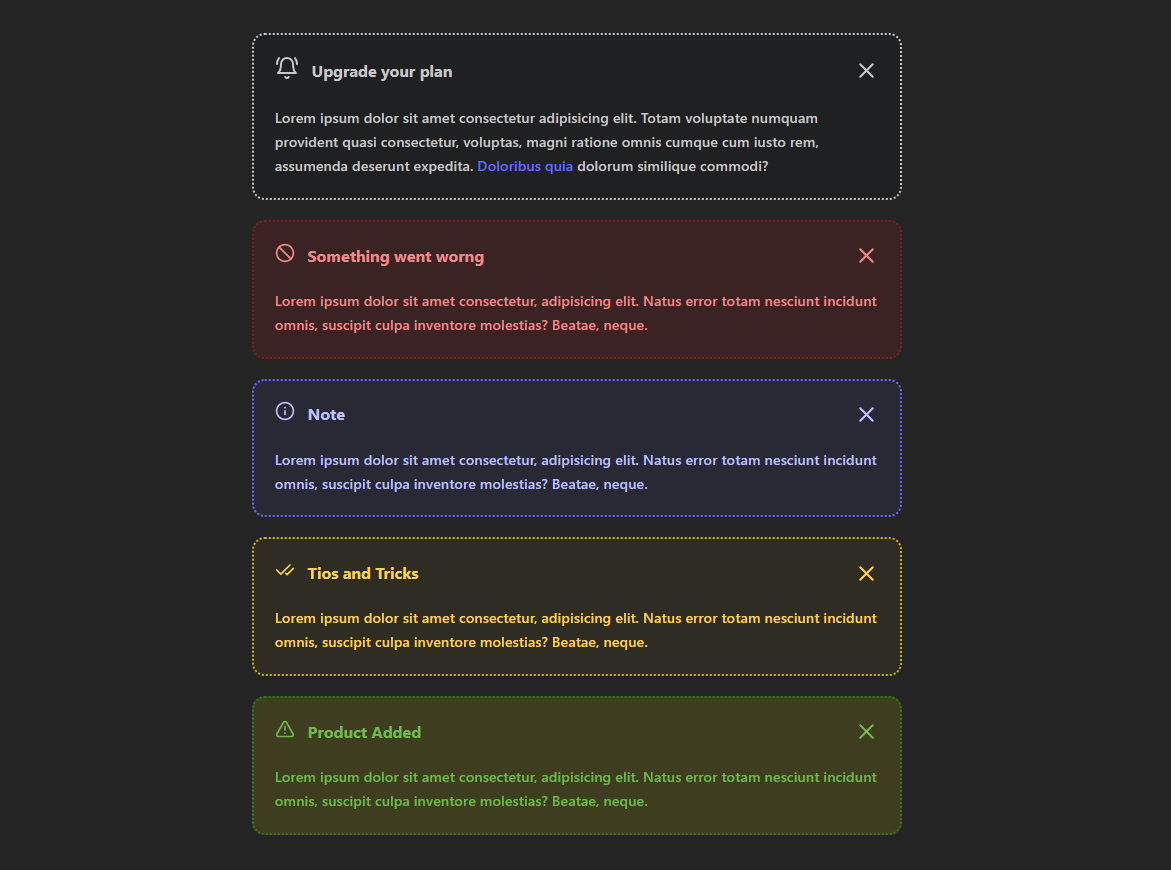 Upgrade your plan
Lorem ipsum dolor sit amet consectetur adipisicing elit. Totam voluptate numquam
provident quasi consectetur, voluptas, magni ratione omnis cumque cum iusto rem,
assumenda deserunt expedita. Doloribus quia dolorum similique commodi?
Something went worng
Lorem ipsum dolor sit amet consectetur, adipisicing elit. Natus error totam nesciunt incidunt
omnis, suscipit culpa inventore molestias? Beatae, neque.
Note
Lorem ipsum dolor sit amet consectetur, adipisicing elit. Natus error totam nesciunt incidunt
omnis, suscipit culpa inventore molestias? Beatae, neque.
Tios and Tricks
Lorem ipsum dolor sit amet consectetur, adipisicing elit. Natus error totam nesciunt incidunt
omnis, suscipit culpa inventore molestias? Beatae, neque.
Product Added
Lorem ipsum dolor sit amet consectetur, adipisicing elit. Natus error totam nesciunt incidunt
omnis, suscipit culpa inventore molestias? Beatae, neque.